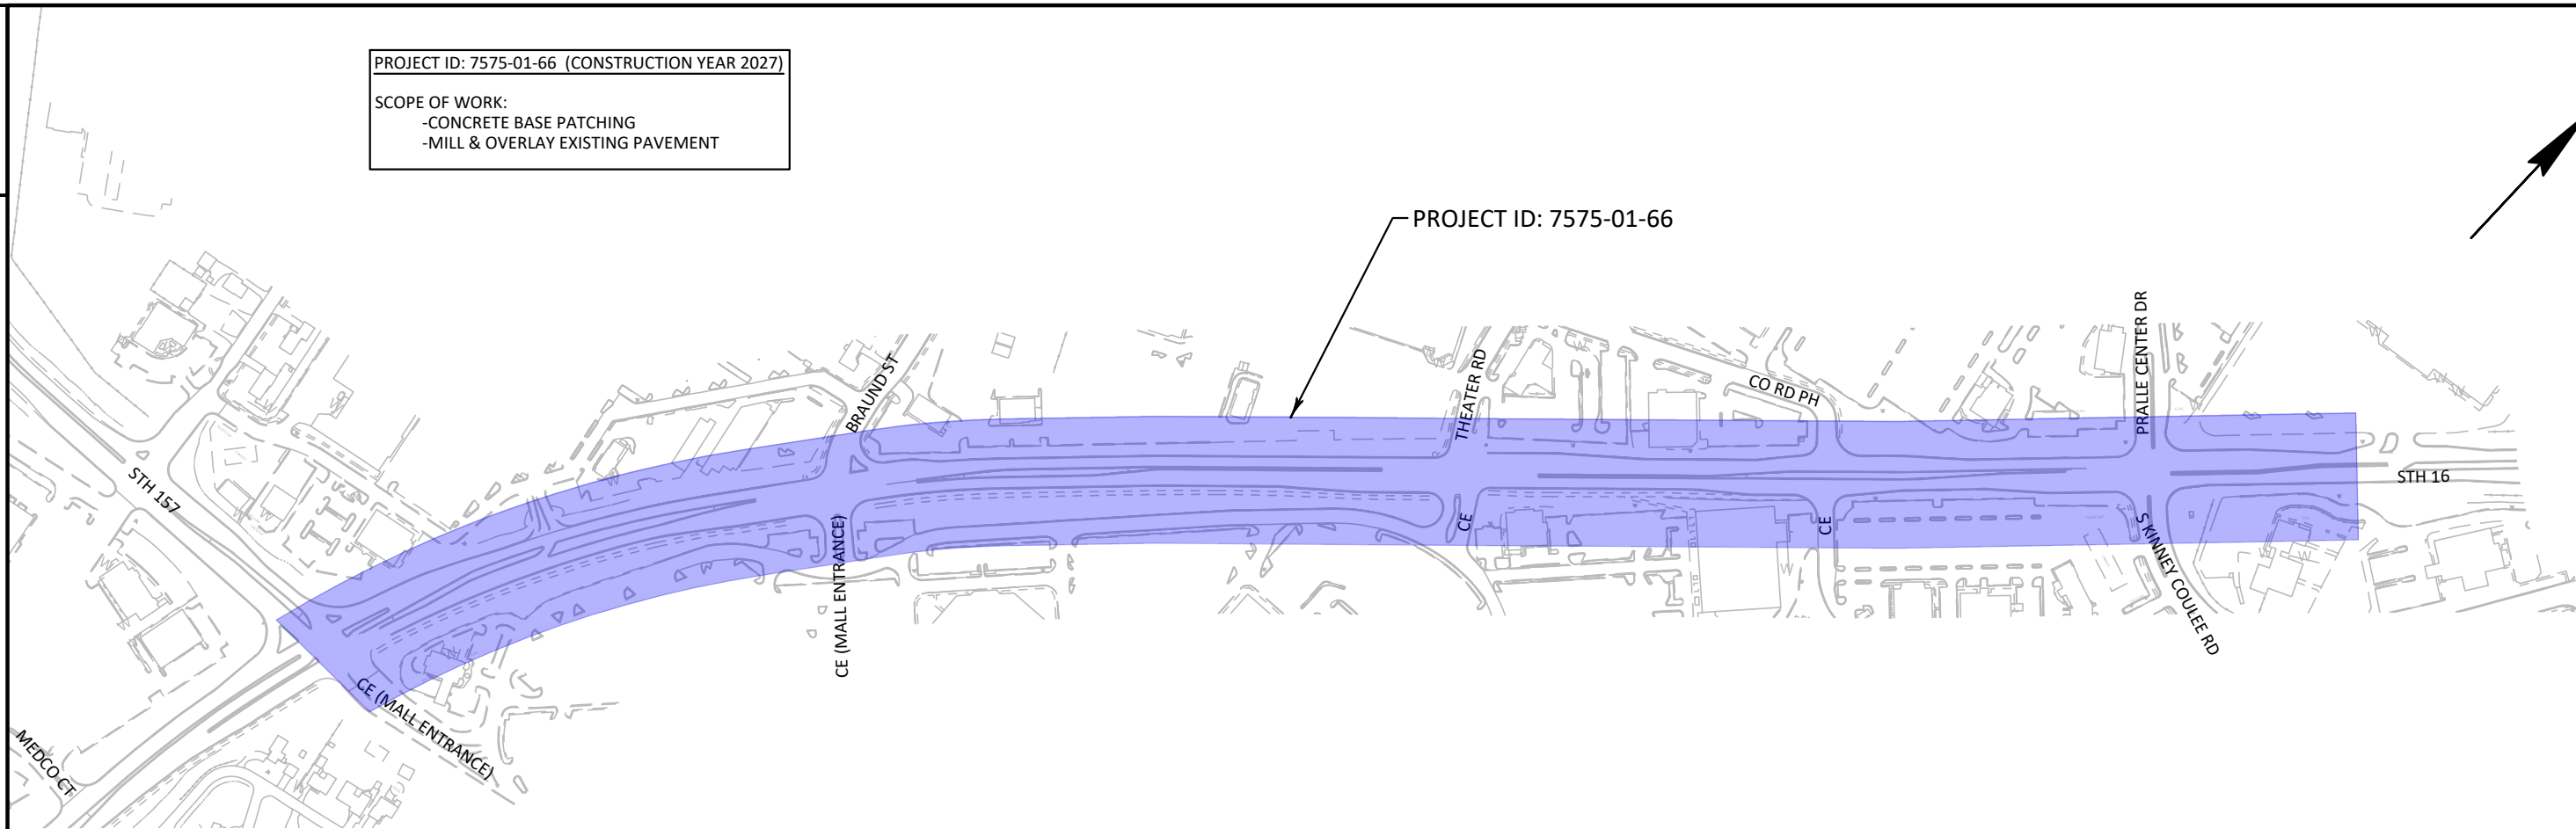 PROJECT ID: 7575-01-66 (CONSTRUCTION YEAR 2027)
SCOPE OF WORK:
-CONCRETE BASE PATCHING
-MILL & OVERLAY EXISTING PAVEMENT
PROJECT ID: 7575-01-66
STH 157
MEDCO CT
CE (MALL ENTRANCE)
BRAUND ST
CE (MALL ENTRANCE)
THEATER RD
CE
CO RD PH
CE
PRALLE CENTER DR
S KINNEY COULEE RD
STH 16